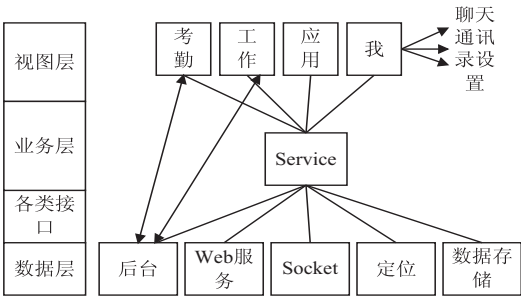 视图层
考
勤
工
作
应
用
我
聊天
通讯
录设
置
业务层
Service
各类接
口
数据层
后台
Web服
务
Socket
定位
数据存
储